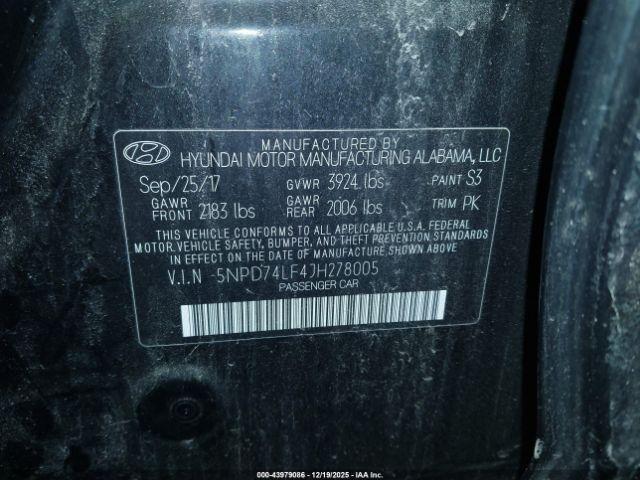 MANUFACTURED BY
HYUNDAI MOTOR MANUFACTURING ALABAMA, LLC
Sep/25/17 GVWR 3924 lbs PAINT S3
GAWR FRONT 2183 lbs GAWR REAR 2006 lbs TRIM PK
THIS VEHICLE CONFORMS TO ALL APPLICABLE U.S.A. FEDERAL
MOTOR VEHICLE SAFETY, BUMPER, AND THEFT PREVENTION STANDARDS
IN EFFECT ON THE DATE OF MANUFACTURE SHOWN ABOVE.
V.I.N -5NPD74LF4JH278005
PASSENGER CAR
000-43979086 - 12/19/2025 - IAA Inc.